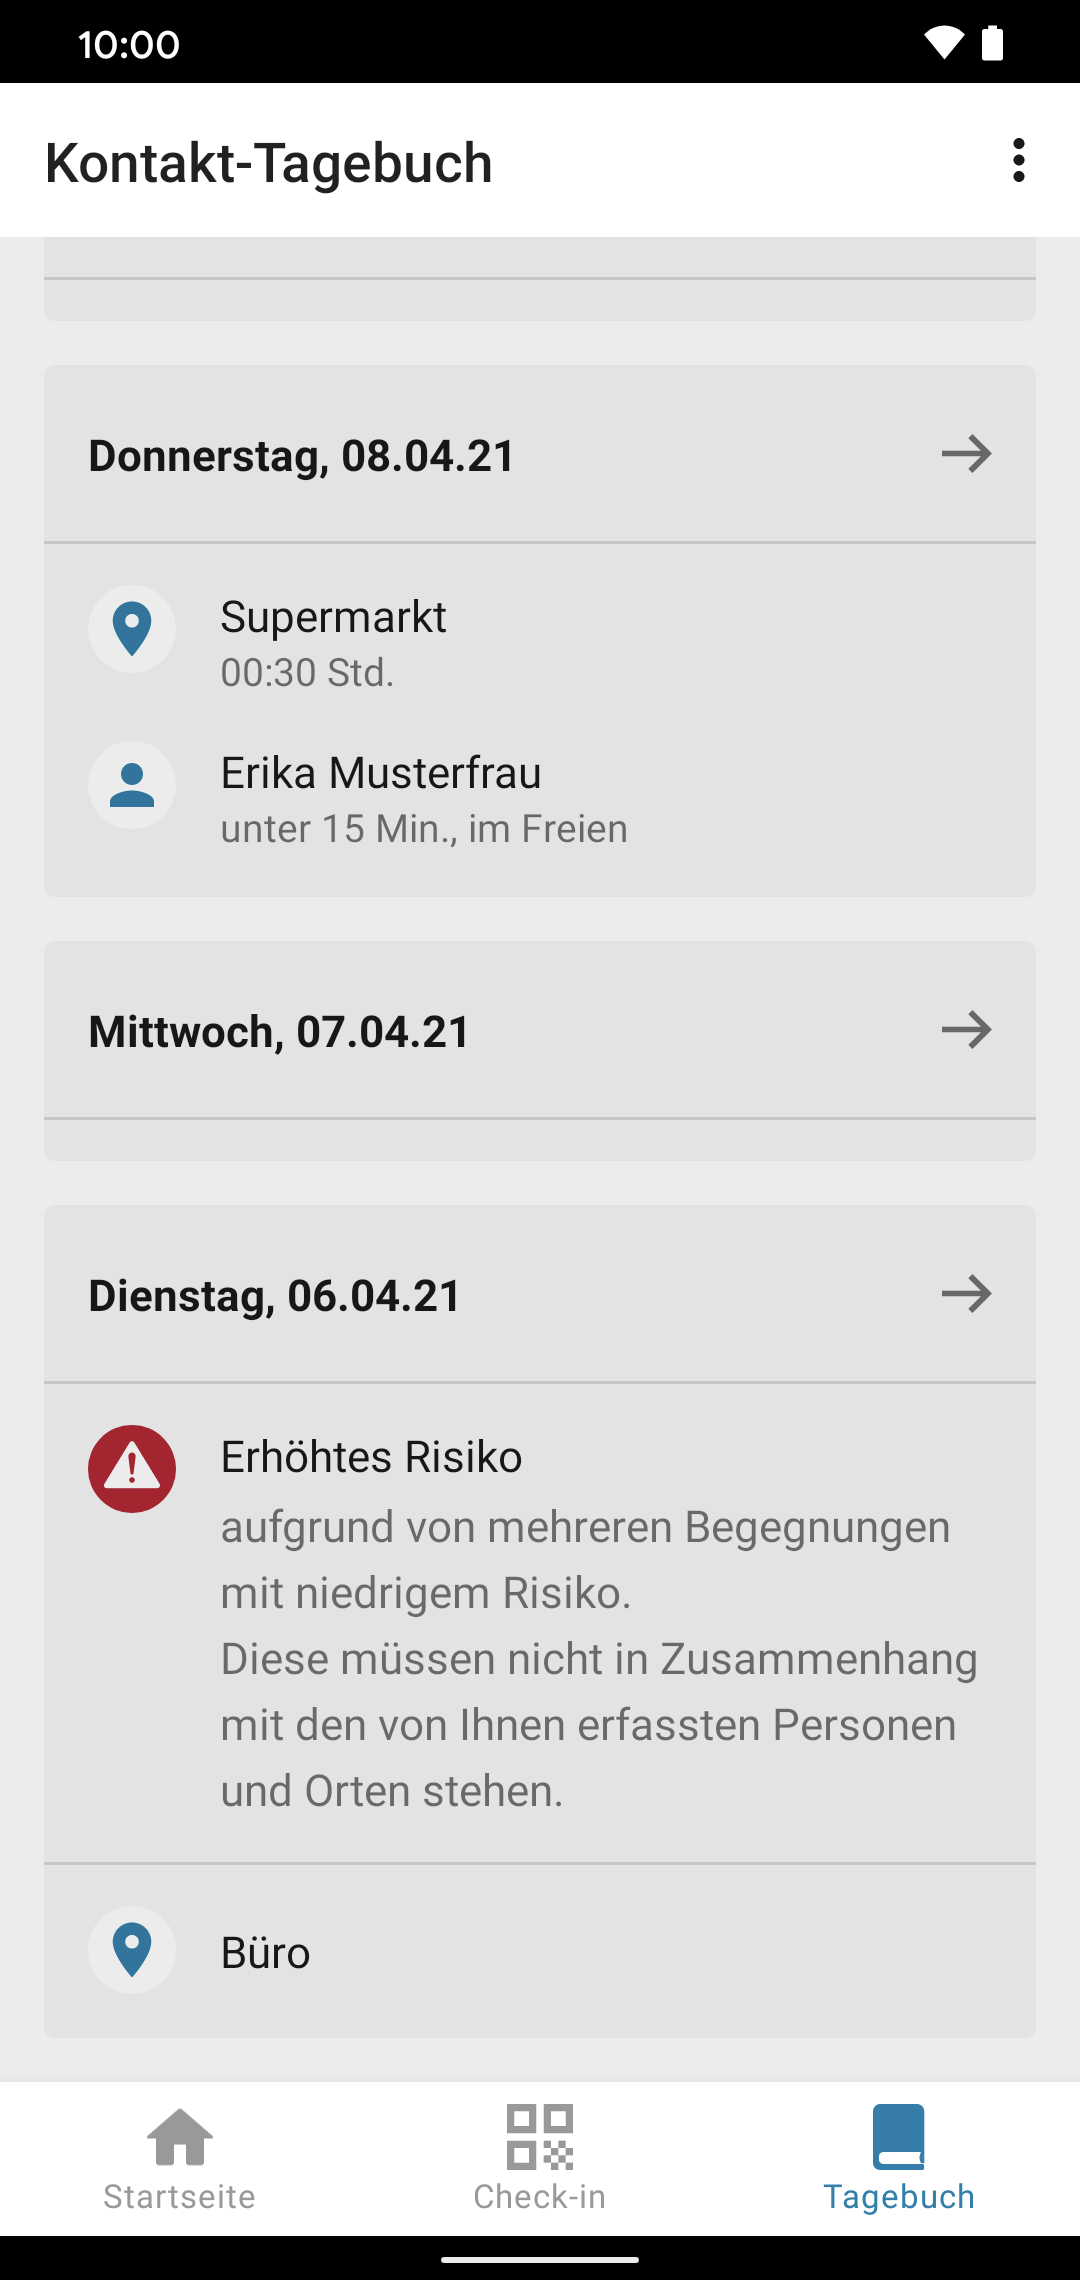 10:00
Kontakt-Tagebuch
Donnerstag, 08.04.21
Supermarkt
00:30 Std.
Erika Musterfrau
unter 15 Min., im Freien
Mittwoch, 07.04.21
Dienstag, 06.04.21
Erhöhtes Risiko
aufgrund von mehreren Begegnungen
mit niedrigem Risiko.
Diese müssen nicht in Zusammenhang
mit den von Ihnen erfassten Personen
und Orten stehen.
Büro
Startseite
Check-in
Tagebuch